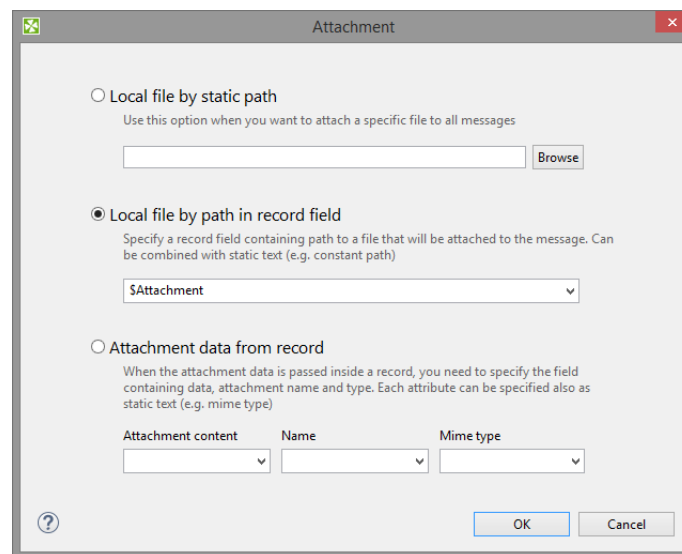 Attachment
Local file by static path
Use this option when you want to attach a specific file to all messages
Browse
Local file by path in record field
Specify a record field containing path to a file that will be attached to the message. Can
be combined with static text (e.g. constant path)
$Attachment
Attachment data from record
When the attachment data is passed inside a record, you need to specify the field
containing data, attachment name and type. Each attribute can be specified also as
static text (e.g. mime type)
Attachment content Name Mime type
? OK Cancel